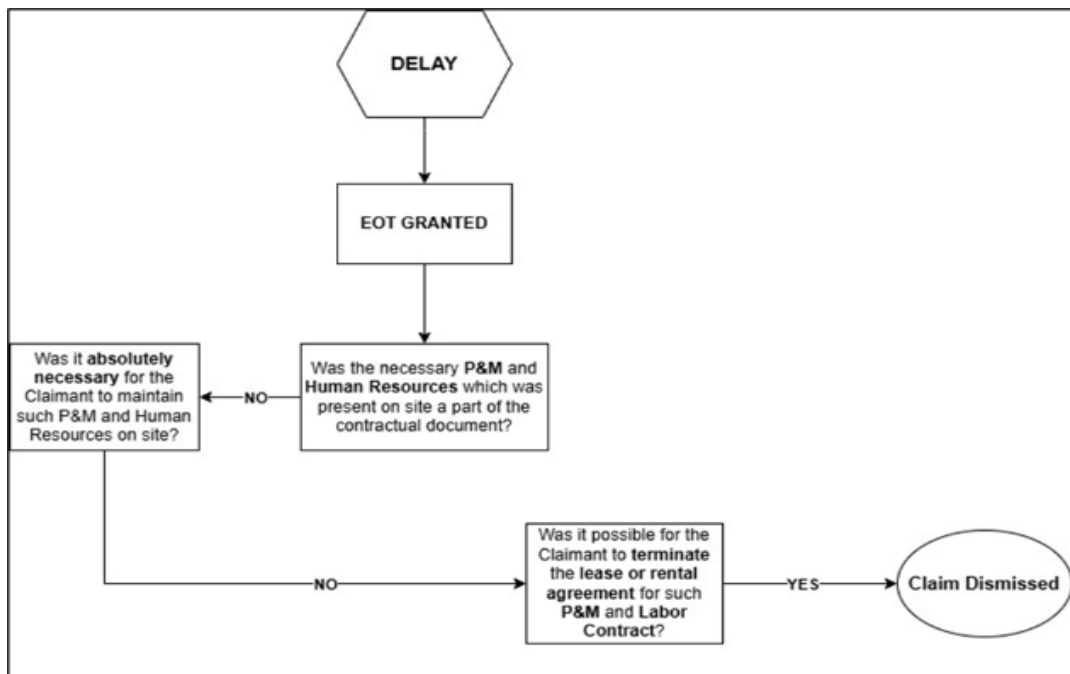 DELAY
EOT GRANTED
Was it absolutely
necessary for the
Claimant to maintain
such P&M and Human
Resources on site?
NO
Was the necessary P&M and
Human Resources which was
present on site a part of the
contractual document?
NO
Was it possible for the
Claimant to terminate
the lease or rental
agreement for such
P&M and Labor
Contract?
YES
Claim Dismissed